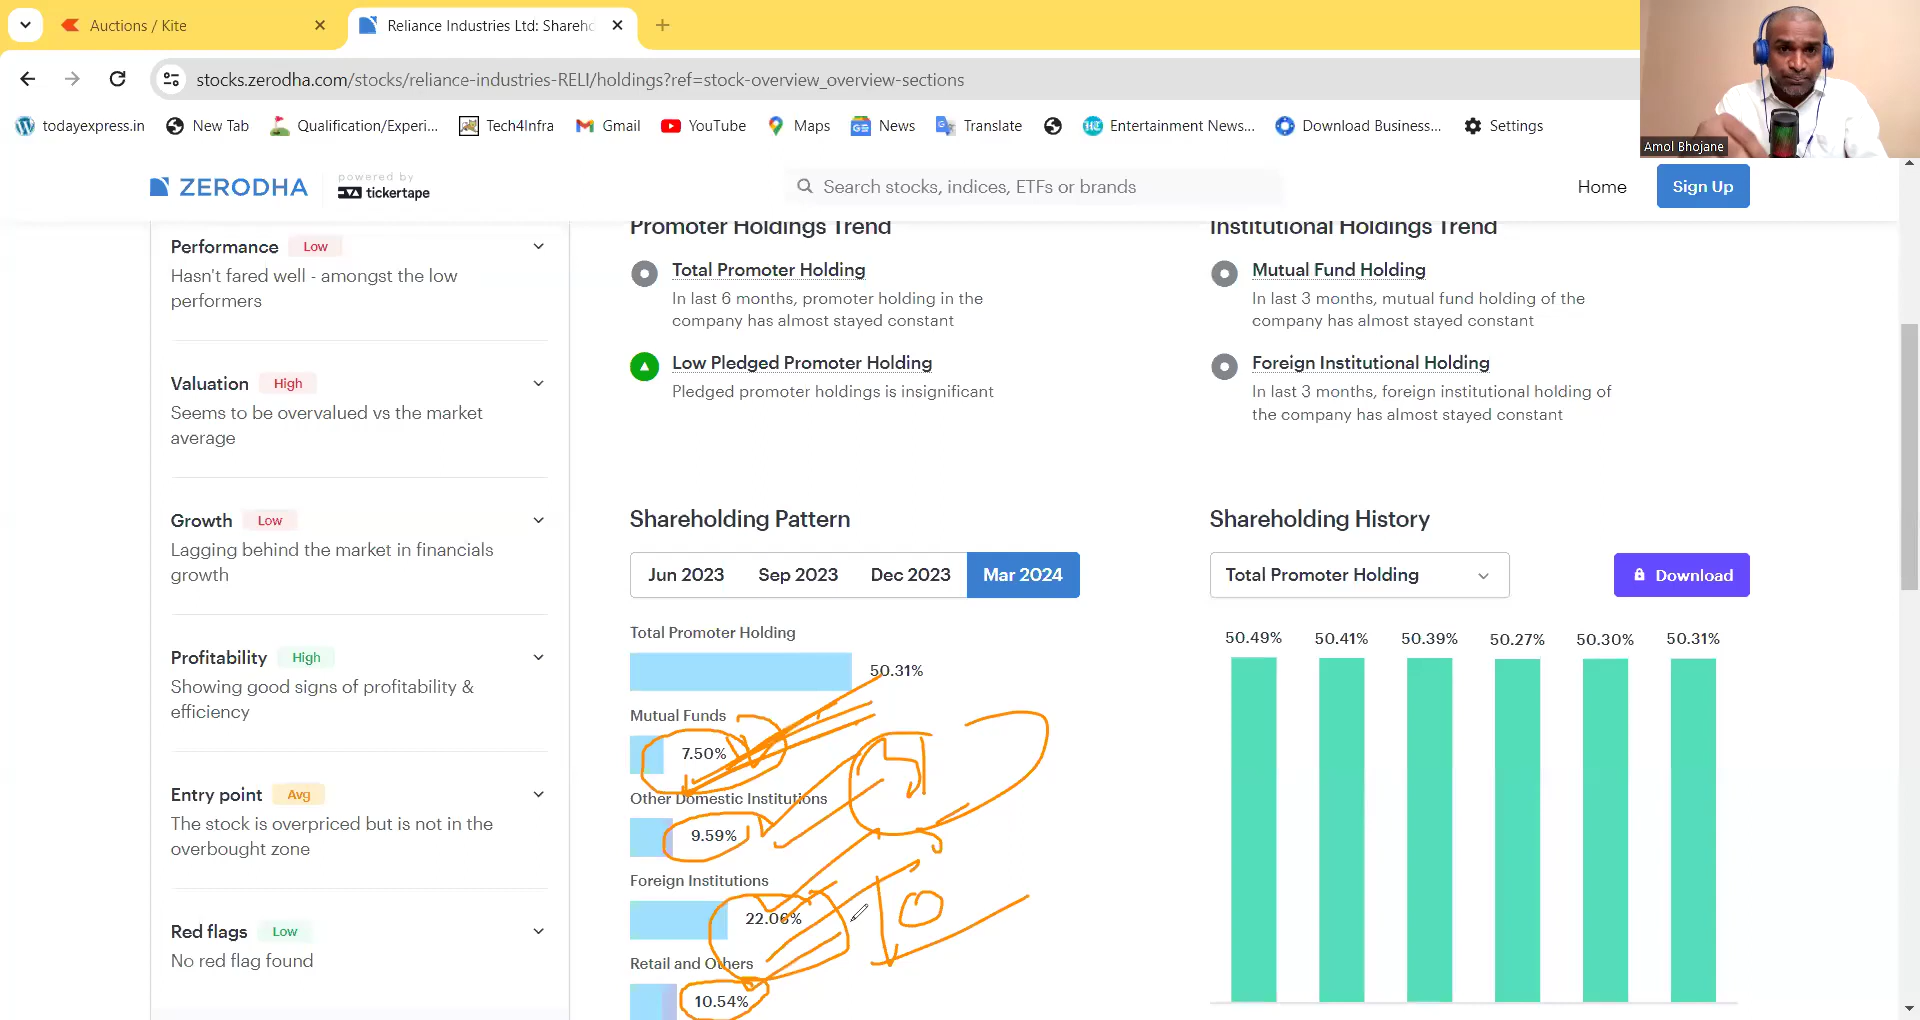 Auctions / Kite
Reliance Industries Ltd: Shareho
stocks.zerodha.com/stocks/reliance-industries-RELI/holdings?ref=stock-overview_overview-sections
todayexpress.in
New Tab
Qualification/Experi...
Tech4Infra
Gmail
YouTube
Maps
News
Translate
Entertainment News...
Download Business...
Settings
Amol Bhojane
ZERODHA
powered by
tickertape
Search stocks, indices, ETFs or brands
Home
Sign Up
Performance Low
Hasn't fared well - amongst the low
performers
Valuation High
Seems to be overvalued vs the market
average
Growth Low
Lagging behind the market in financials
growth
Profitability High
Showing good signs of profitability &
efficiency
Entry point Avg
The stock is overpriced but is not in the
overbought zone
Red flags Low
No red flag found
Promoter Holdings Trend
Total Promoter Holding
In last 6 months, promoter holding in the
company has almost stayed constant
Low Pledged Promoter Holding
Pledged promoter holdings is insignificant
Institutional Holdings Trend
Mutual Fund Holding
In last 3 months, mutual fund holding of the
company has almost stayed constant
Foreign Institutional Holding
In last 3 months, foreign institutional holding of
the company has almost stayed constant
Shareholding Pattern
Jun 2023 Sep 2023 Dec 2023 Mar 2024
Total Promoter Holding
50.31%
Mutual Funds
7.50%
Other Domestic Institutions
9.59%
Foreign Institutions
22.06%
Retail and Others
10.54%
Shareholding History
Total Promoter Holding
Download
50.49% 50.41% 50.39% 50.27% 50.30% 50.31%